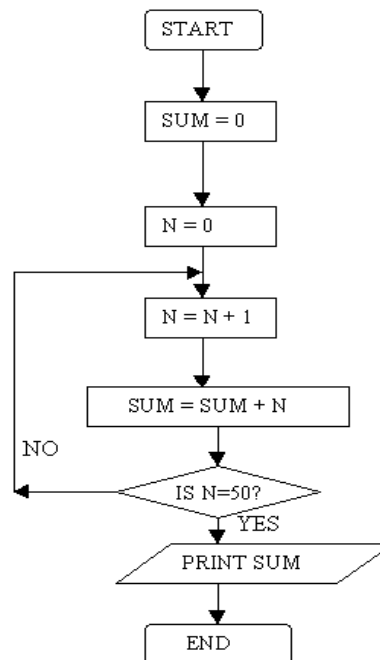 START
SUM = 0
N = 0
N = N + 1
SUM = SUM + N
NO
IS N=50?
YES
PRINT SUM
END